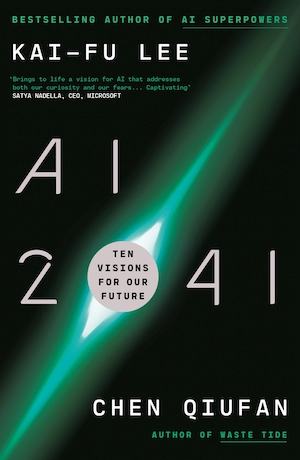 BESTSELLING AUTHOR OF AI SUPERPOWERS
KAI-FU LEE
'Brings to life a vision for AI that addresses
both our curiosity and our fears... Captivating'
SATYA NADELLA, CEO, MICROSOFT
AI
2041
TEN
VISIONS
FOR OUR
FUTURE
CHEN QIUFAN
AUTHOR OF WASTE TIDE